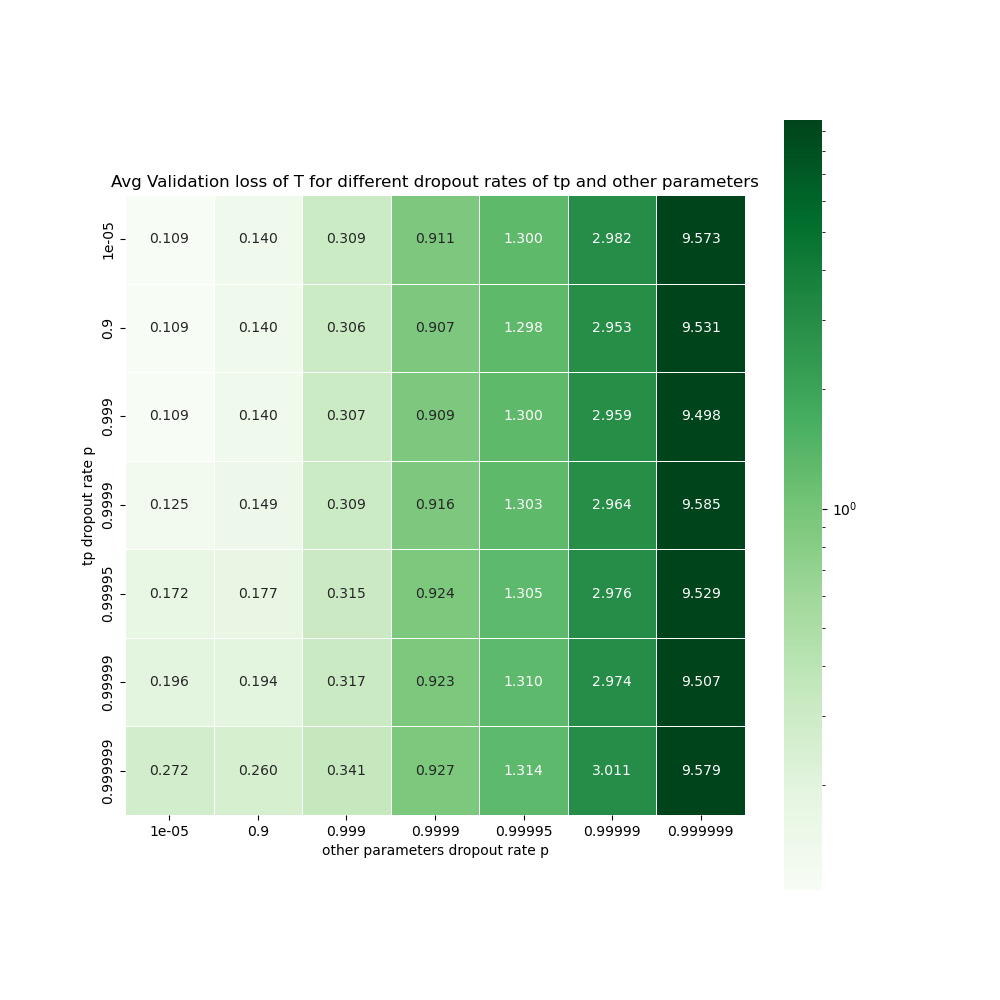 Avg Validation loss of T for different dropout rates of tp and other parameters
tp dropout rate p
1e-05 0.109 0.140 0.309 0.911 1.300 2.982 9.573
0.9 0.109 0.140 0.306 0.907 1.298 2.953 9.531
0.999 0.109 0.140 0.307 0.909 1.300 2.959 9.498
0.9999 0.125 0.149 0.309 0.916 1.303 2.964 9.585
0.99995 0.172 0.177 0.315 0.924 1.305 2.976 9.529
0.99999 0.196 0.194 0.317 0.923 1.310 2.974 9.507
0.999999 0.272 0.260 0.341 0.927 1.314 3.011 9.579
1e-05 0.9 0.999 0.9999 0.99995 0.99999 0.999999
other parameters dropout rate p
10⁰